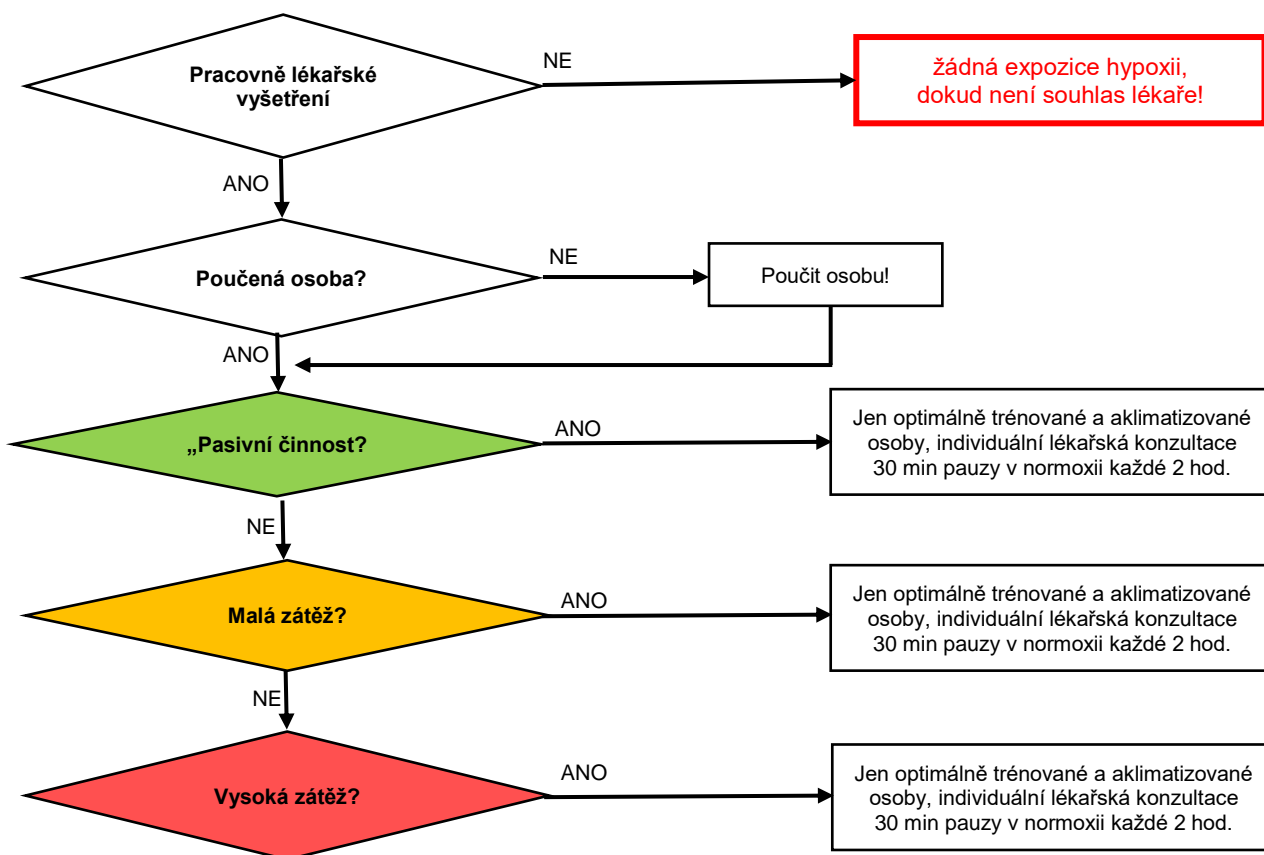 Pracovně lékařské
vyšetření
NE
žádná expozice hypoxii,
dokud není souhlas lékaře!
ANO
Poučená osoba?
NE
Poučit osobu!
ANO
„Pasivní činnost?
ANO
Jen optimálně trénované a aklimatizované
osoby, individuální lékařská konzultace
30 min pauzy v normoxii každé 2 hod.
NE
Malá zátěž?
ANO
Jen optimálně trénované a aklimatizované
osoby, individuální lékařská konzultace
30 min pauzy v normoxii každé 2 hod.
NE
Vysoká zátěž?
ANO
Jen optimálně trénované a aklimatizované
osoby, individuální lékařská konzultace
30 min pauzy v normoxii každé 2 hod.